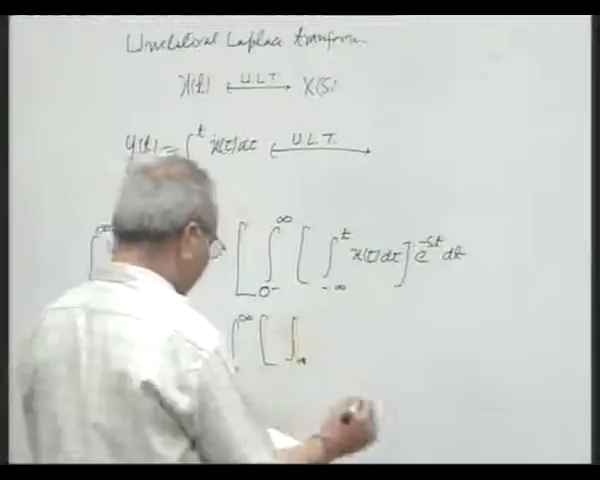 Unilateral Laplace transform
x(t) ⟷ U.L.T. X(s)
y(t) = ∫^t x(τ)dτ ⟷ U.L.T.
∫^∞ [ ∫_{0-}^∞ [ ∫_{-∞}^t x(τ)dτ ] e^{-st} dt
∫^∞ [ ∫